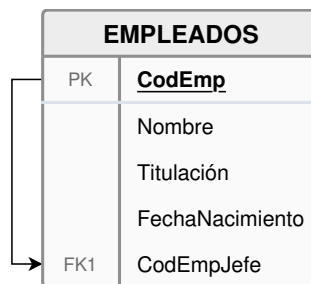 EMPLEADOS
PK CodEmp
Nombre
Titulación
FechaNacimiento
FK1 CodEmpJefe